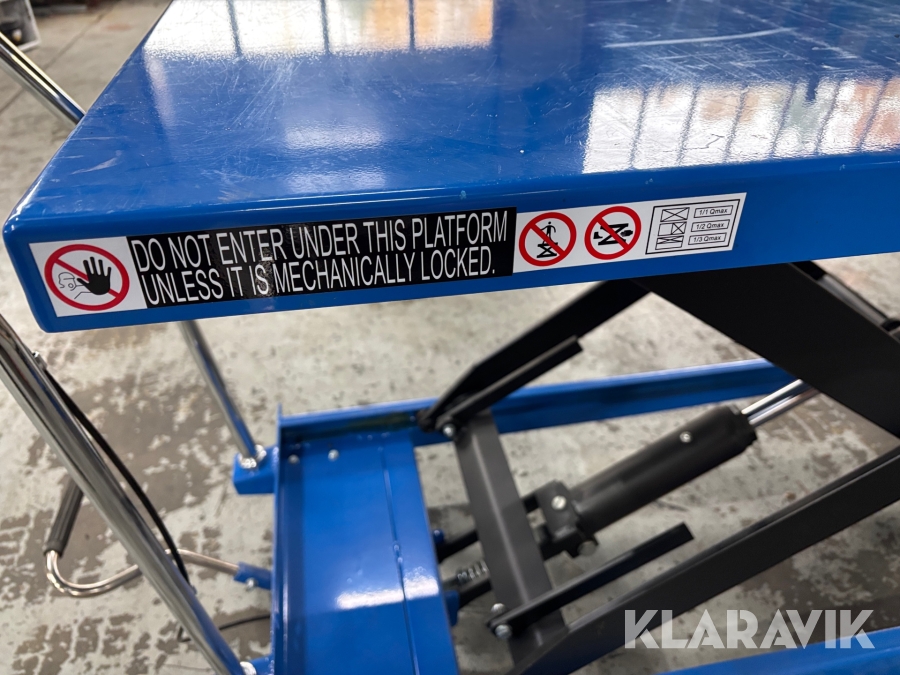 DO NOT ENTER UNDER THIS PLATFORM
UNLESS IT IS MECHANICALLY LOCKED.
1/1 Qmax
1/2 Qmax
1/3 Qmax
KLARAVIK